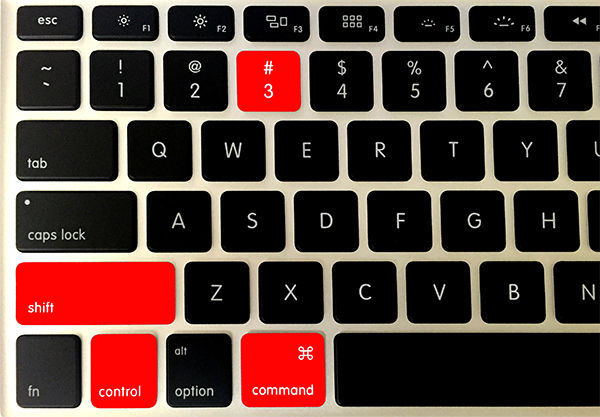 esc F1 F2 F3 F4 F5 F6
~ ! @ # $ % ^ &
` 1 2 3 4 5 6 7
tab Q W E R T Y
caps lock A S D F G H
shift Z X C V B N
alt ⌘
fn control option command